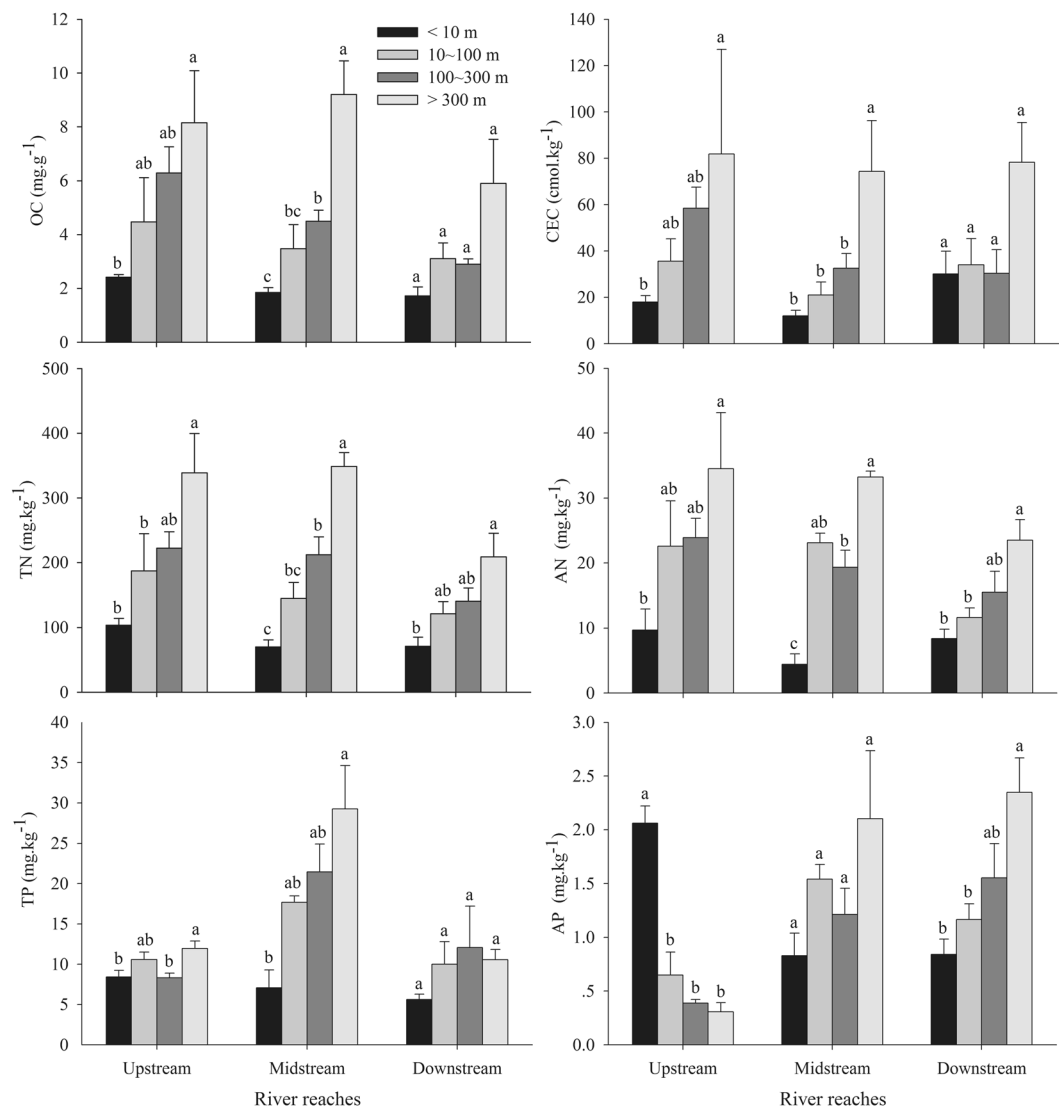 12
10
8
6
4
2
0
OC (mg.g-1)
< 10 m
10~100 m
100~300 m
> 300 m
b
ab
ab
a
c
bc
b
a
a
a
a
a
140
120
100
80
60
40
20
0
CEC (cmol.kg-1)
b
ab
ab
a
b
b
b
a
a
a
a
a
500
400
300
200
100
0
TN (mg.kg-1)
b
b
ab
a
c
bc
b
a
b
ab
ab
a
50
40
30
20
10
0
AN (mg.kg-1)
b
ab
ab
a
c
ab
b
a
b
b
ab
a
40
35
30
25
20
15
10
5
0
TP (mg.kg-1)
b
ab
b
a
b
ab
ab
a
a
a
a
a
Upstream
Midstream
Downstream
River reaches
3.0
2.5
2.0
1.5
1.0
.5
0.0
AP (mg.kg-1)
a
b
b
b
a
a
a
a
b
b
ab
a
Upstream
Midstream
Downstream
River reaches